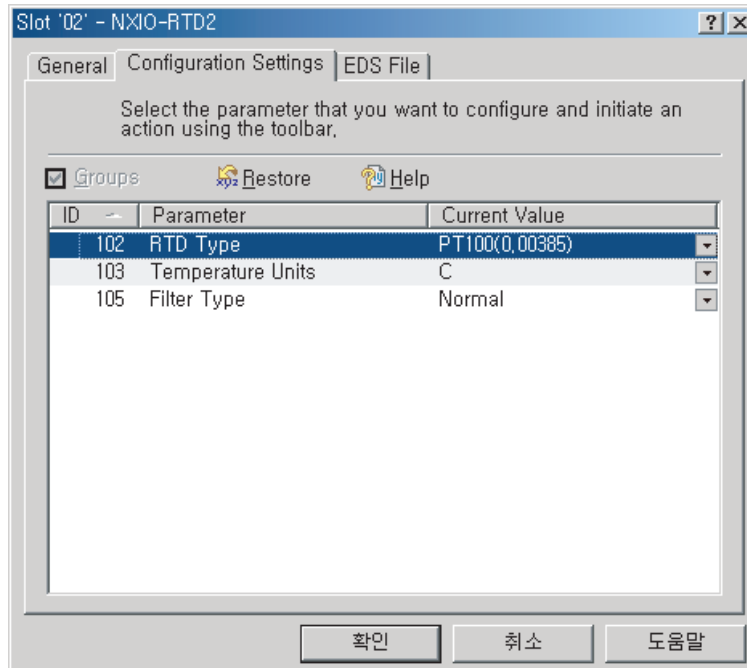 Slot '02' - NXIO-RTD2
General Configuration Settings EDS File
Select the parameter that you want to configure and initiate an
action using the toolbar,
Groups xyz Restore Help
ID Parameter Current Value
102 RTD Type PT100(0,00385)
103 Temperature Units C
105 Filter Type Normal
확인 취소 도움말